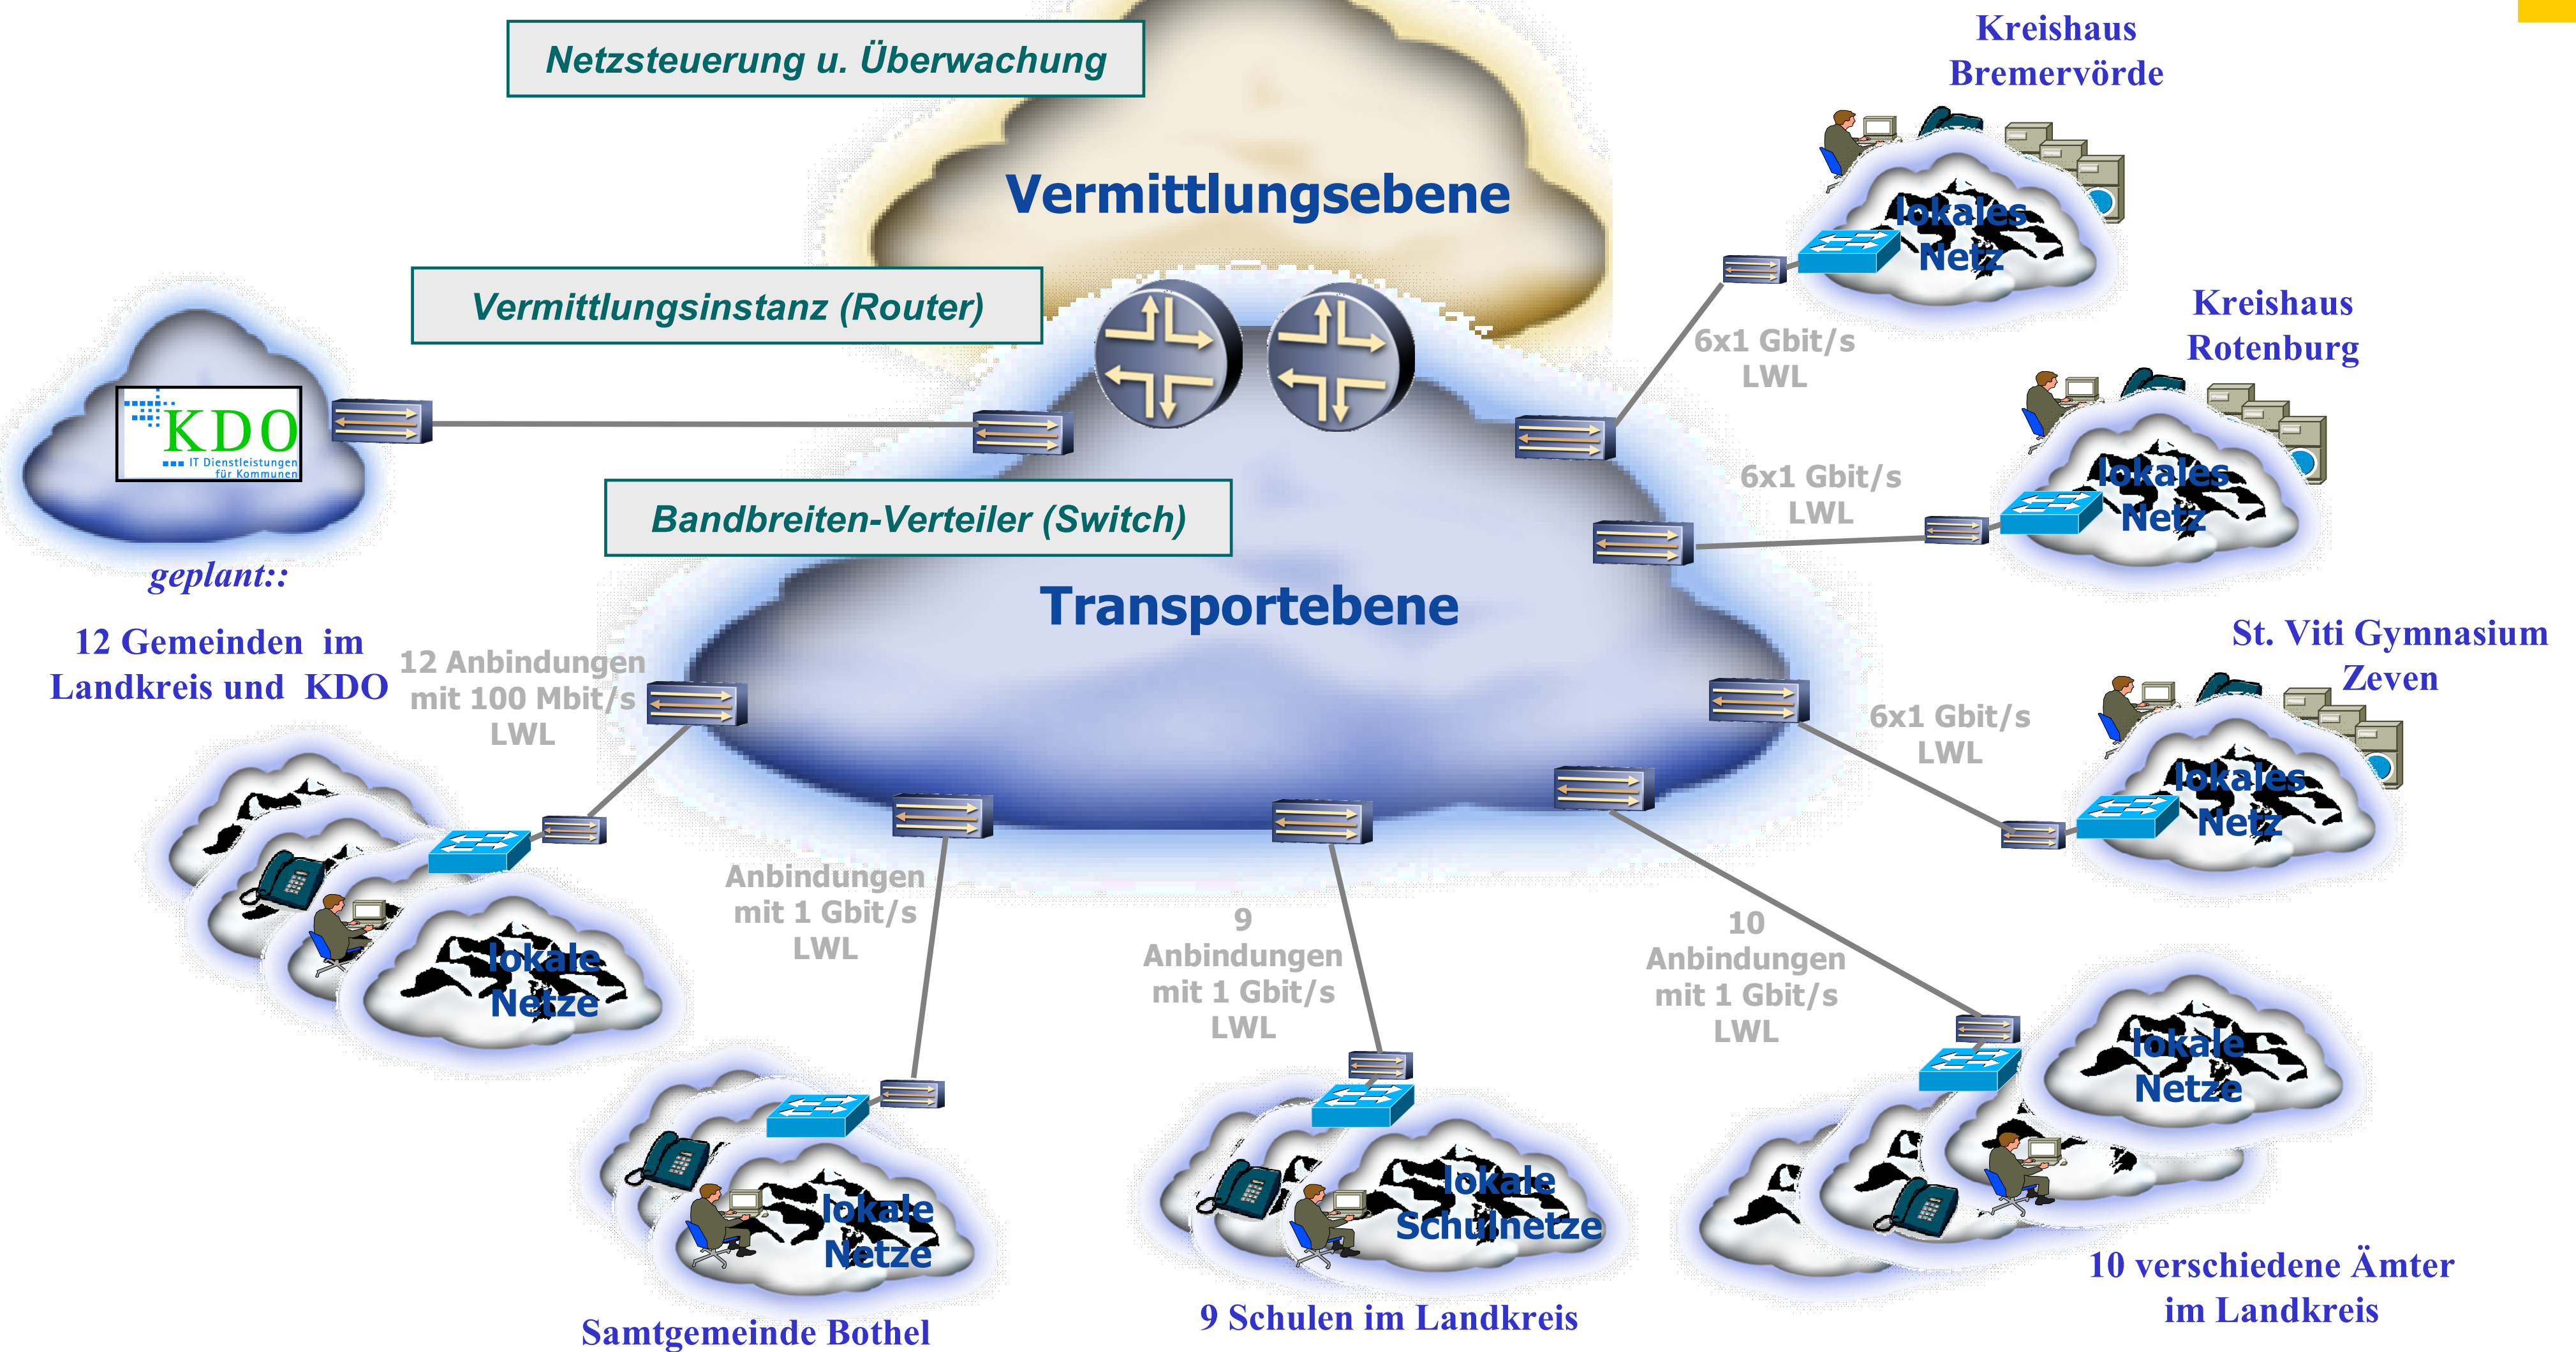 Netzsteuerung u. Überwachung
Vermittlungsebene
Vermittlungsinstanz (Router)
KDO
IT Dienstleistungen
für Kommunen
Bandbreiten-Verteiler (Switch)
Transportebene
geplant::
12 Gemeinden im
Landkreis und KDO
12 Anbindungen
mit 100 Mbit/s
LWL
lokale
Netze
Anbindungen
mit 1 Gbit/s
LWL
lokale
Netze
Samtgemeinde Bothel
9
Anbindungen
mit 1 Gbit/s
LWL
lokale
Schulnetze
9 Schulen im Landkreis
10
Anbindungen
mit 1 Gbit/s
LWL
lokale
Netze
10 verschiedene Ämter
im Landkreis
Kreishaus
Bremervörde
lokales
Netz
6x1 Gbit/s
LWL
Kreishaus
Rotenburg
lokales
Netz
6x1 Gbit/s
LWL
St. Viti Gymnasium
Zeven
lokales
Netz
6x1 Gbit/s
LWL